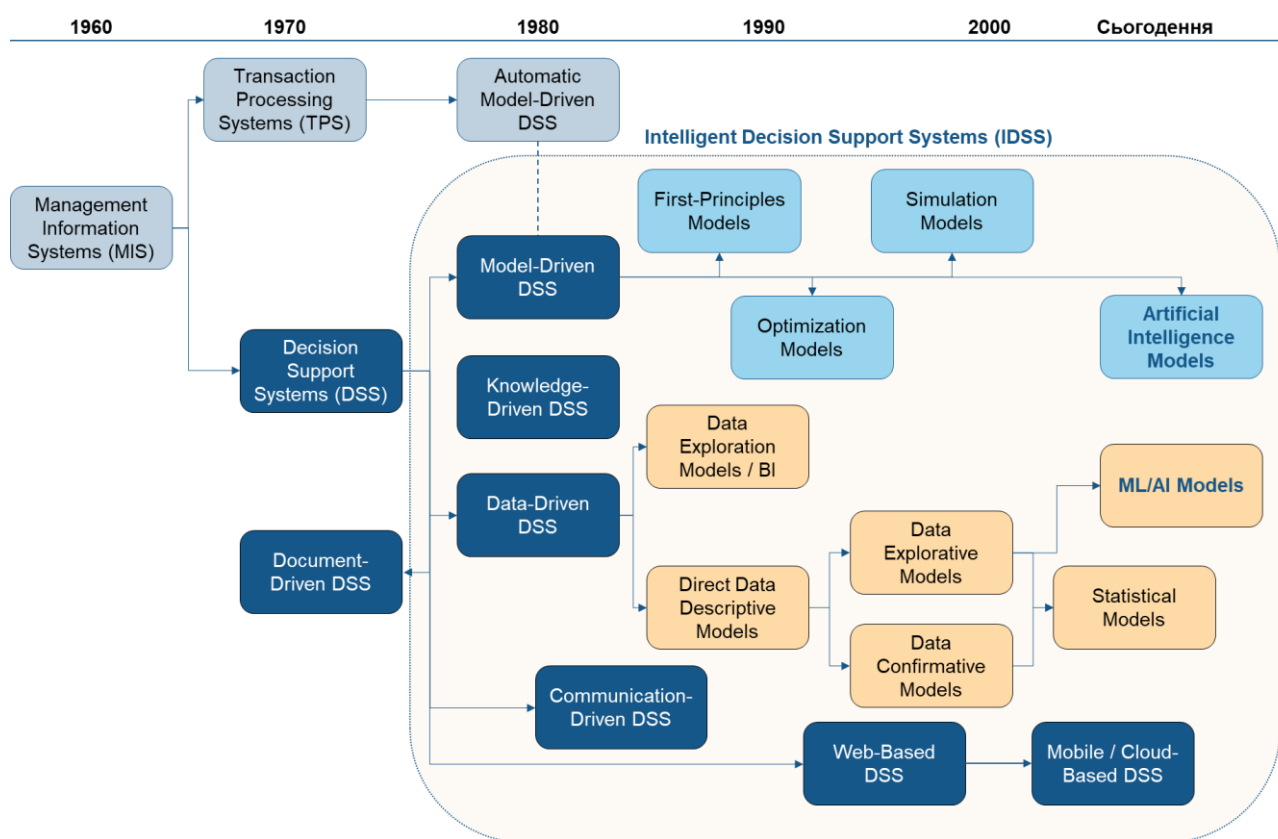 1960 1970 1980 1990 2000 Сьогодення
Transaction
Processing
Systems (TPS)
Automatic
Model-Driven
DSS
Intelligent Decision Support Systems (IDSS)
Management
Information
Systems (MIS)
First-Principles
Models
Simulation
Models
Model-Driven
DSS
Optimization
Models
Artificial
Intelligence
Models
Decision
Support
Systems (DSS)
Knowledge-
Driven DSS
Data
Exploration
Models / BI
Data-Driven
DSS
ML/AI Models
Document-
Driven DSS
Direct Data
Descriptive
Models
Data
Explorative
Models
Statistical
Models
Data
Confirmative
Models
Communication-
Driven DSS
Web-Based
DSS
Mobile / Cloud-
Based DSS